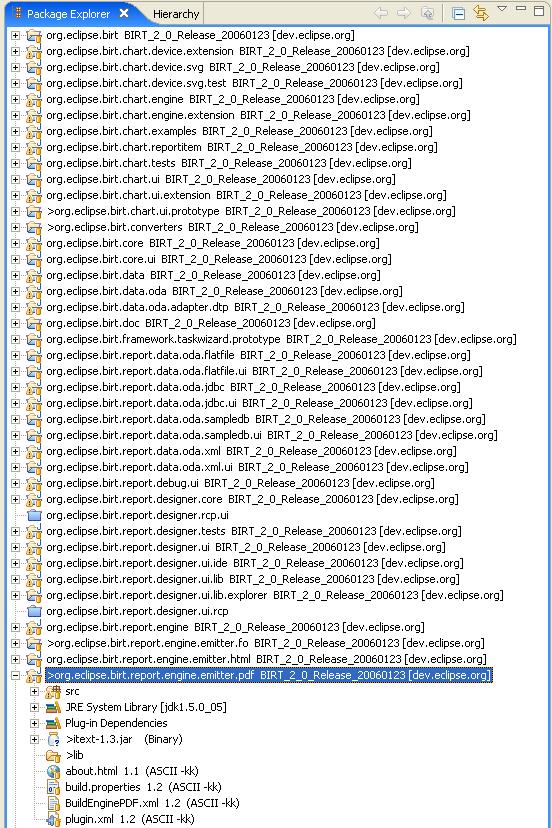 Package Explorer Hierarchy
org.eclipse.birt BIRT_2_0_Release_20060123 [dev.eclipse.org]
org.eclipse.birt.chart.device.extension BIRT_2_0_Release_20060123 [dev.eclipse.org]
org.eclipse.birt.chart.device.svg BIRT_2_0_Release_20060123 [dev.eclipse.org]
org.eclipse.birt.chart.device.svg.test BIRT_2_0_Release_20060123 [dev.eclipse.org]
org.eclipse.birt.chart.engine BIRT_2_0_Release_20060123 [dev.eclipse.org]
org.eclipse.birt.chart.engine.extension BIRT_2_0_Release_20060123 [dev.eclipse.org]
org.eclipse.birt.chart.examples BIRT_2_0_Release_20060123 [dev.eclipse.org]
org.eclipse.birt.chart.reportitem BIRT_2_0_Release_20060123 [dev.eclipse.org]
org.eclipse.birt.chart.tests BIRT_2_0_Release_20060123 [dev.eclipse.org]
org.eclipse.birt.chart.ui BIRT_2_0_Release_20060123 [dev.eclipse.org]
org.eclipse.birt.chart.ui.extension BIRT_2_0_Release_20060123 [dev.eclipse.org]
>org.eclipse.birt.chart.ui.prototype BIRT_2_0_Release_20060123 [dev.eclipse.org]
>org.eclipse.birt.converters BIRT_2_0_Release_20060123 [dev.eclipse.org]
org.eclipse.birt.core BIRT_2_0_Release_20060123 [dev.eclipse.org]
org.eclipse.birt.core.ui BIRT_2_0_Release_20060123 [dev.eclipse.org]
org.eclipse.birt.data BIRT_2_0_Release_20060123 [dev.eclipse.org]
org.eclipse.birt.data.oda BIRT_2_0_Release_20060123 [dev.eclipse.org]
org.eclipse.birt.data.oda.adapter.dtp BIRT_2_0_Release_20060123 [dev.eclipse.org]
org.eclipse.birt.doc BIRT_2_0_Release_20060123 [dev.eclipse.org]
org.eclipse.birt.framework.taskwizard.prototype BIRT_2_0_Release_20060123 [dev.eclipse.org]
org.eclipse.birt.report.data.oda.flatfile BIRT_2_0_Release_20060123 [dev.eclipse.org]
org.eclipse.birt.report.data.oda.flatfile.ui BIRT_2_0_Release_20060123 [dev.eclipse.org]
org.eclipse.birt.report.data.oda.jdbc BIRT_2_0_Release_20060123 [dev.eclipse.org]
org.eclipse.birt.report.data.oda.jdbc.ui BIRT_2_0_Release_20060123 [dev.eclipse.org]
org.eclipse.birt.report.data.oda.sampledb BIRT_2_0_Release_20060123 [dev.eclipse.org]
org.eclipse.birt.report.data.oda.sampledb.ui BIRT_2_0_Release_20060123 [dev.eclipse.org]
org.eclipse.birt.report.data.oda.xml BIRT_2_0_Release_20060123 [dev.eclipse.org]
org.eclipse.birt.report.data.oda.xml.ui BIRT_2_0_Release_20060123 [dev.eclipse.org]
org.eclipse.birt.report.debug.ui BIRT_2_0_Release_20060123 [dev.eclipse.org]
org.eclipse.birt.report.designer.core BIRT_2_0_Release_20060123 [dev.eclipse.org]
org.eclipse.birt.report.designer.rcp.ui
org.eclipse.birt.report.designer.tests BIRT_2_0_Release_20060123 [dev.eclipse.org]
org.eclipse.birt.report.designer.ui BIRT_2_0_Release_20060123 [dev.eclipse.org]
org.eclipse.birt.report.designer.ui.ide BIRT_2_0_Release_20060123 [dev.eclipse.org]
org.eclipse.birt.report.designer.ui.lib BIRT_2_0_Release_20060123 [dev.eclipse.org]
org.eclipse.birt.report.designer.ui.lib.explorer BIRT_2_0_Release_20060123 [dev.eclipse.org]
org.eclipse.birt.report.designer.ui.rcp
org.eclipse.birt.report.engine BIRT_2_0_Release_20060123 [dev.eclipse.org]
>org.eclipse.birt.report.engine.emitter.fo BIRT_2_0_Release_20060123 [dev.eclipse.org]
org.eclipse.birt.report.engine.emitter.html BIRT_2_0_Release_20060123 [dev.eclipse.org]
>org.eclipse.birt.report.engine.emitter.pdf BIRT_2_0_Release_20060123 [dev.eclipse.org]
src
JRE System Library [jdk1.5.0_05]
Plug-in Dependencies
>itext-1.3.jar (Binary)
>lib
about.html 1.1 (ASCII -kk)
build.properties 1.2 (ASCII -kk)
BuildEnginePDF.xml 1.2 (ASCII -kk)
plugin.xml 1.2 (ASCII -kk)